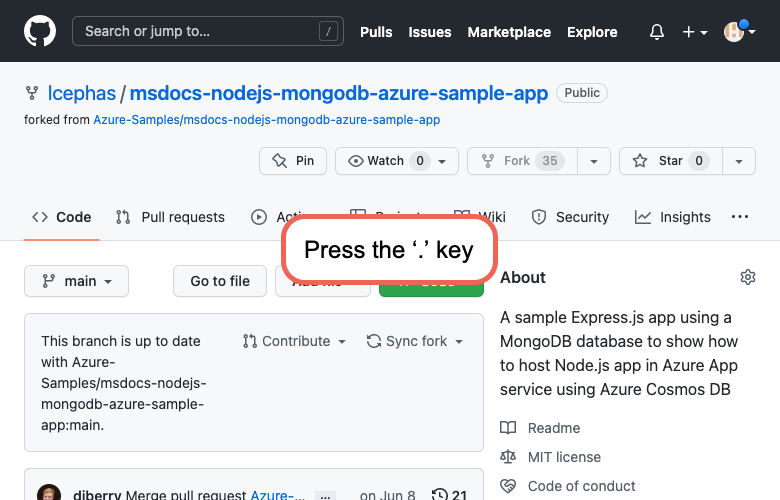 Search or jump to... /
Pulls Issues Marketplace Explore
lcephas / msdocs-nodejs-mongodb-azure-sample-app Public
forked from Azure-Samples/msdocs-nodejs-mongodb-azure-sample-app
Pin Watch 0 Fork 35 Star 0
Code Pull requests Wiki Security Insights ...
Press the ‘.’ key
main Go to file
About
This branch is up to date
with Azure-
Samples/msdocs-nodejs-
mongodb-azure-sample-
app:main.
Contribute Sync fork
A sample Express.js app using a
MongoDB database to show how
to host Node.js app in Azure App
service using Azure Cosmos DB
Readme
MIT license
Code of conduct
diberry Merge pull request Azure-... ... on Jun 8 21